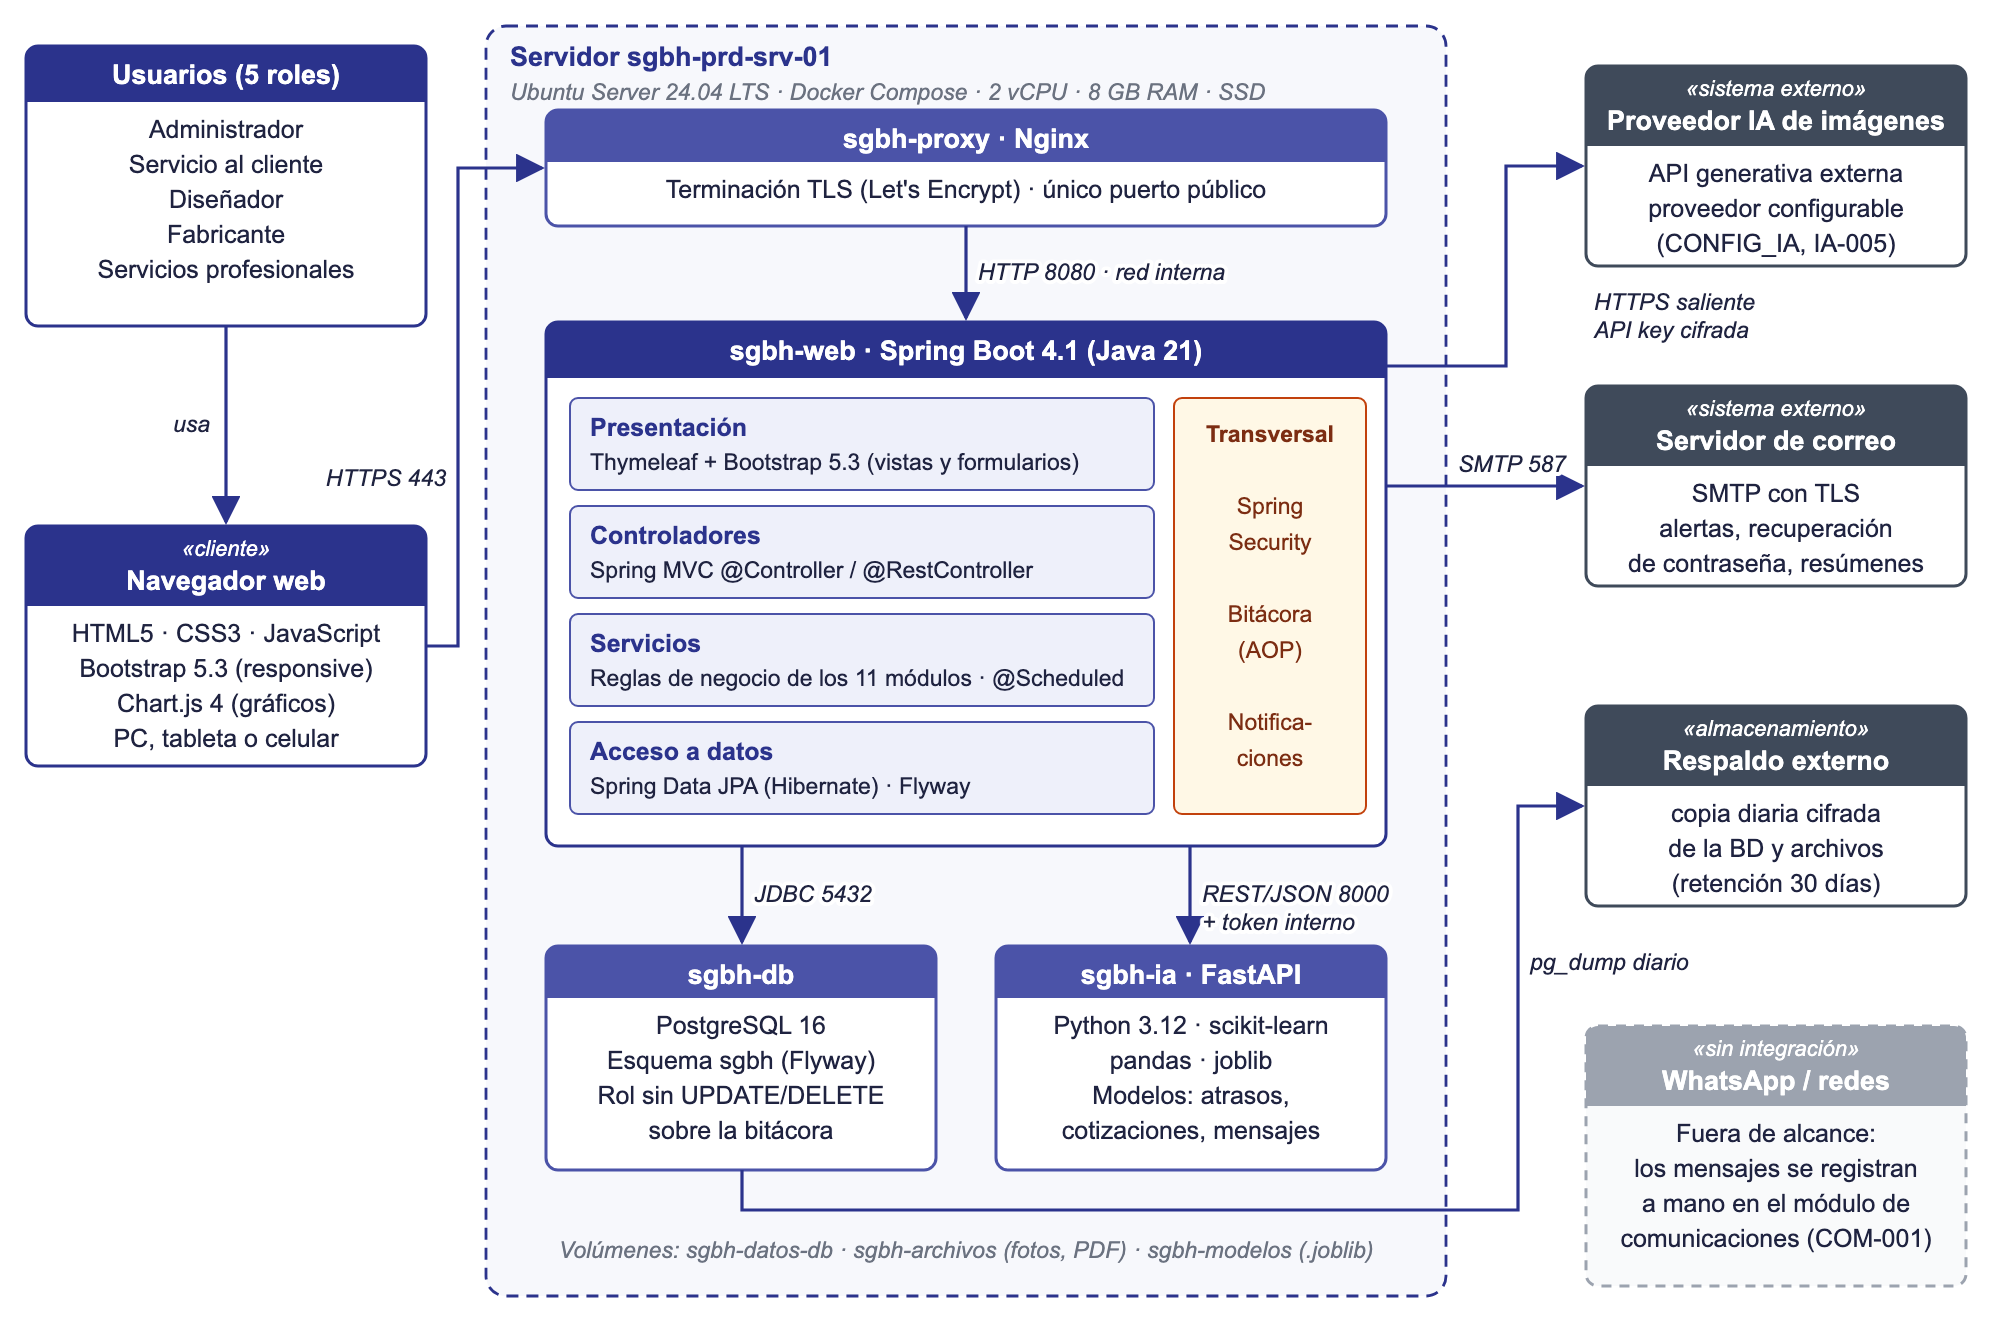 Usuarios (5 roles)
Administrador
Servicio al cliente
Diseñador
Fabricante
Servicios profesionales
usa
«cliente»
Navegador web
HTML5 · CSS3 · JavaScript
Bootstrap 5.3 (responsive)
Chart.js 4 (gráficos)
PC, tableta o celular
HTTPS 443
Servidor sgbh-prd-srv-01
Ubuntu Server 24.04 LTS · Docker Compose · 2 vCPU · 8 GB RAM · SSD
sgbh-proxy · Nginx
Terminación TLS (Let's Encrypt) · único puerto público
HTTP 8080 · red interna
sgbh-web · Spring Boot 4.1 (Java 21)
Presentación
Thymeleaf + Bootstrap 5.3 (vistas y formularios)
Controladores
Spring MVC @Controller / @RestController
Servicios
Reglas de negocio de los 11 módulos · @Scheduled
Acceso a datos
Spring Data JPA (Hibernate) · Flyway
Transversal
Spring
Security
Bitácora
(AOP)
Notifica-
ciones
JDBC 5432
REST/JSON 8000
+ token interno
sgbh-db
PostgreSQL 16
Esquema sgbh (Flyway)
Rol sin UPDATE/DELETE
sobre la bitácora
sgbh-ia · FastAPI
Python 3.12 · scikit-learn
pandas · joblib
Modelos: atrasos,
cotizaciones, mensajes
Volúmenes: sgbh-datos-db · sgbh-archivos (fotos, PDF) · sgbh-modelos (.joblib)
«sistema externo»
Proveedor IA de imágenes
API generativa externa
proveedor configurable
(CONFIG_IA, IA-005)
HTTPS saliente
API key cifrada
SMTP 587
«sistema externo»
Servidor de correo
SMTP con TLS
alertas, recuperación
de contraseña, resúmenes
«almacenamiento»
Respaldo externo
copia diaria cifrada
de la BD y archivos
(retención 30 días)
pg_dump diario
«sin integración»
WhatsApp / redes
Fuera de alcance:
los mensajes se registran
a mano en el módulo de
comunicaciones (COM-001)